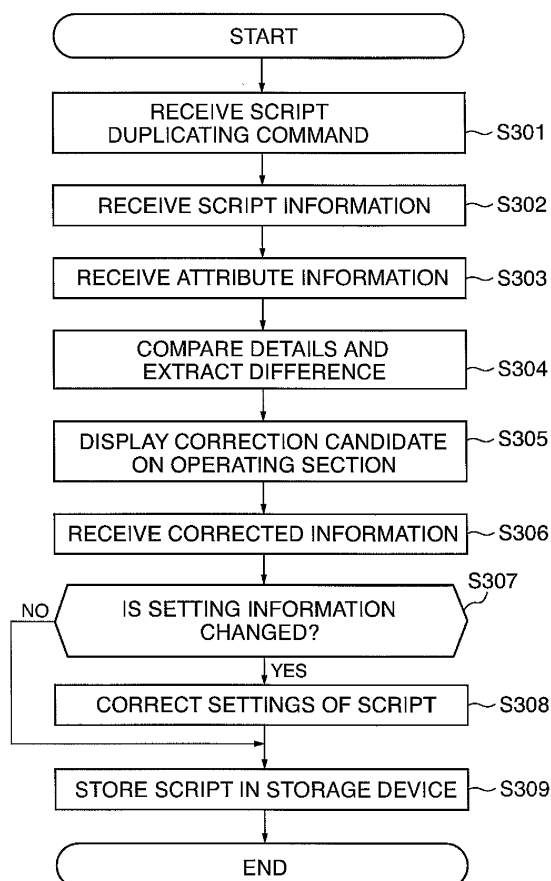 START
RECEIVE SCRIPT
DUPLICATING COMMAND
S301
RECEIVE SCRIPT INFORMATION
S302
RECEIVE ATTRIBUTE INFORMATION
S303
COMPARE DETAILS AND
EXTRACT DIFFERENCE
S304
DISPLAY CORRECTION CANDIDATE
ON OPERATING SECTION
S305
RECEIVE CORRECTED INFORMATION
S306
S307
NO
IS SETTING INFORMATION
CHANGED?
YES
CORRECT SETTINGS OF SCRIPT
S308
STORE SCRIPT IN STORAGE DEVICE
S309
END